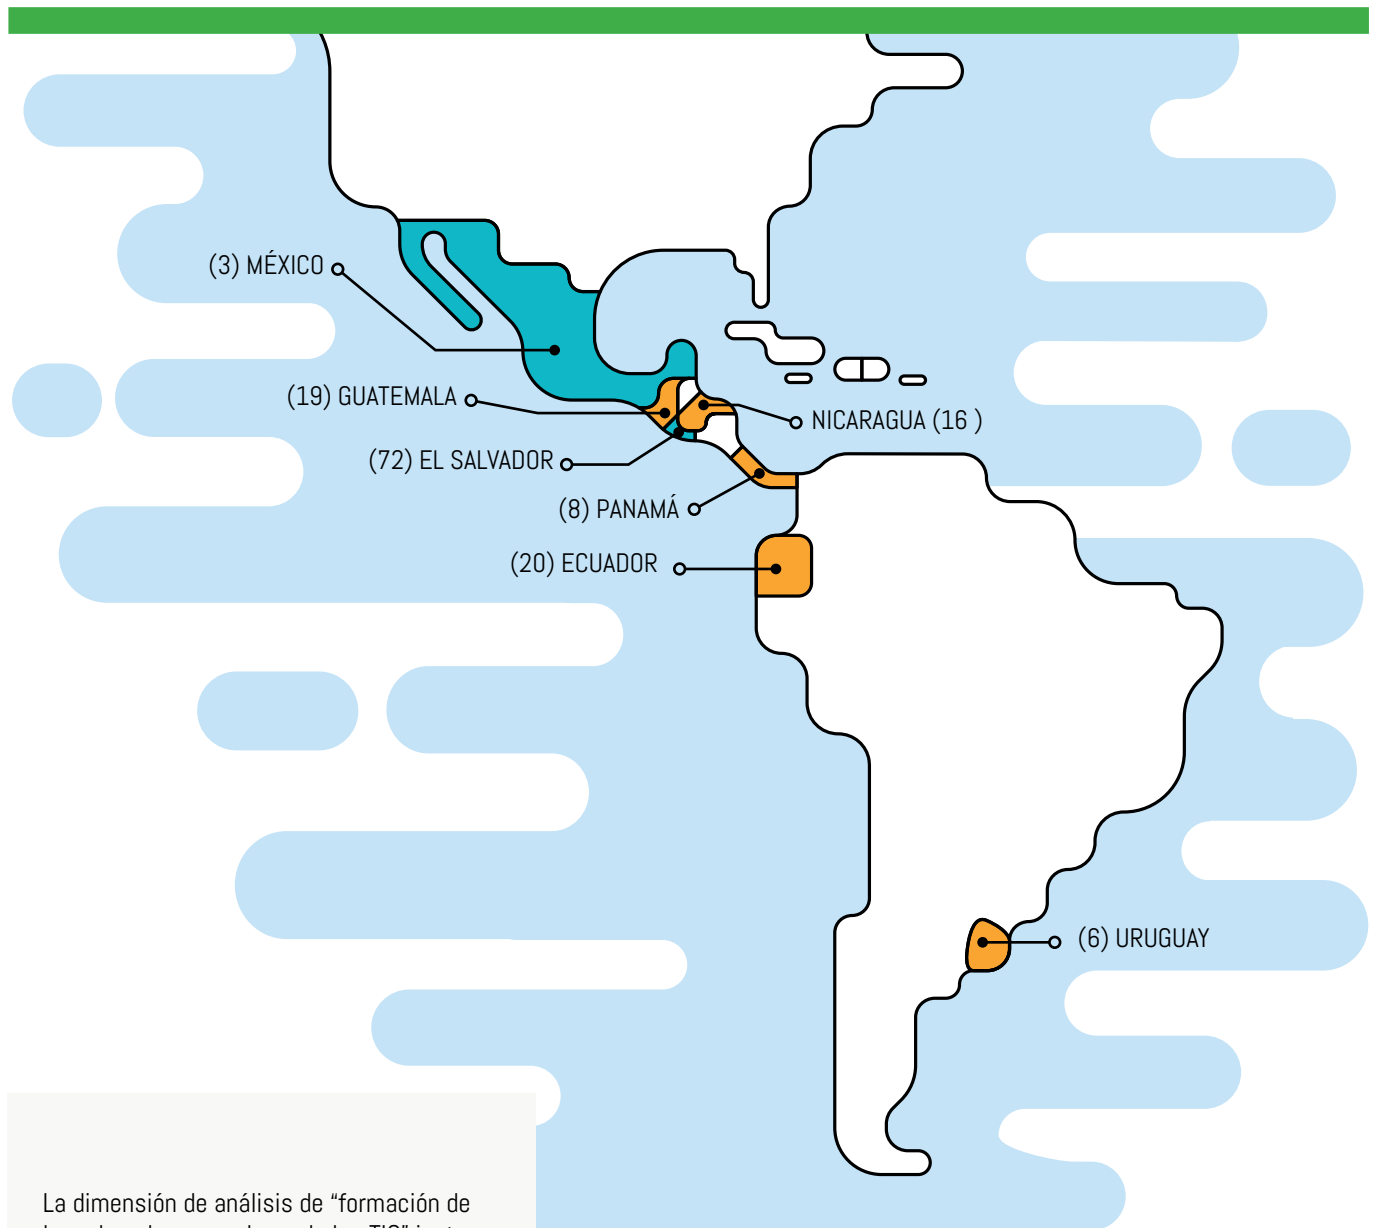 (3) MÉXICO
(19) GUATEMALA
NICARAGUA (16 )
(72) EL SALVADOR
(8) PANAMÁ
(20) ECUADOR
(6) URUGUAY
La dimensión de análisis de “formación de